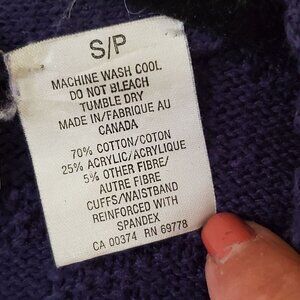 S/P
MACHINE WASH COOL
DO NOT BLEACH
TUMBLE DRY
MADE IN/FABRIQUE AU
CANADA
70% COTTON/COTON
25% ACRYLIC/ACRYLIQUE
5% OTHER FIBRE/
AUTRE FIBRE
CUFFS/WAISTBAND
REINFORCED WITH
SPANDEX
CA 00374 RN 69778